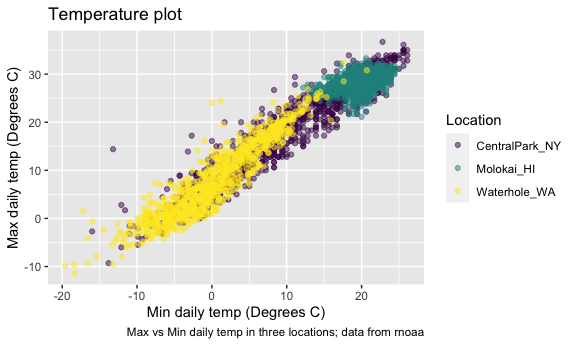 Temperature plot
Max daily temp (Degrees C)
30
20
10
0
-10
-20
-10
0
10
20
Min daily temp (Degrees C)
Location
CentralPark_NY
Molokai_HI
Waterhole_WA
Max vs Min daily temp in three locations; data from rnoaa